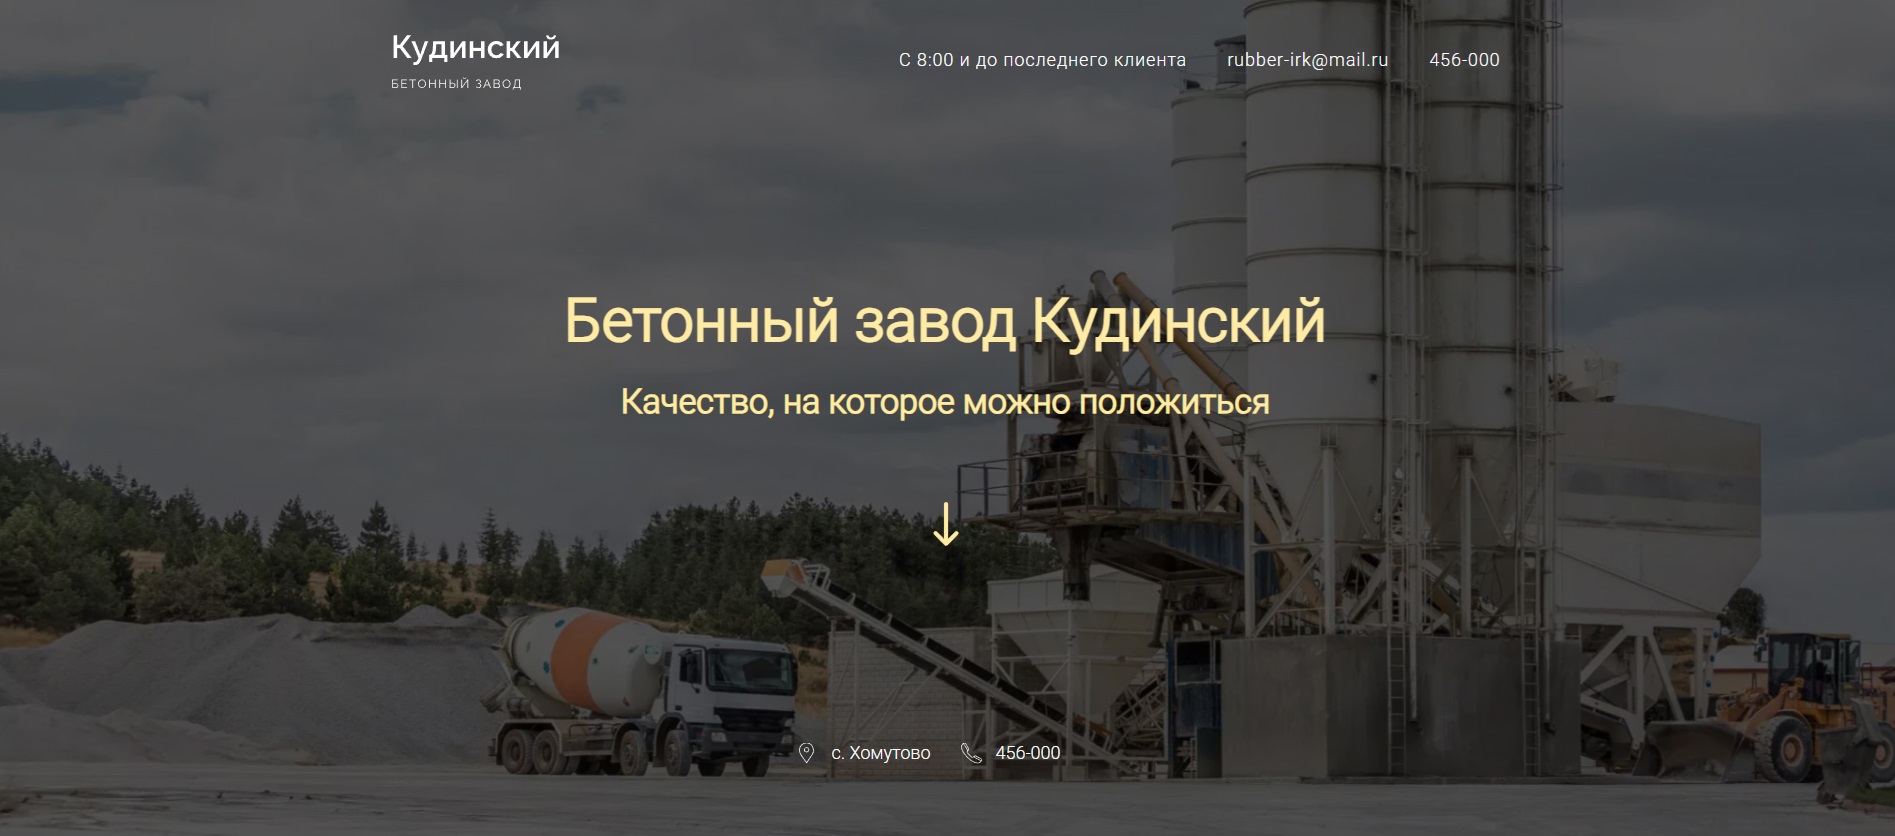 Кудинский
БЕТОННЫЙ ЗАВОД
С 8:00 и до последнего клиента
rubber-irk@mail.ru
456-000
Бетонный завод Кудинский
Качество, на которое можно положиться
с. Хомутово
456-000